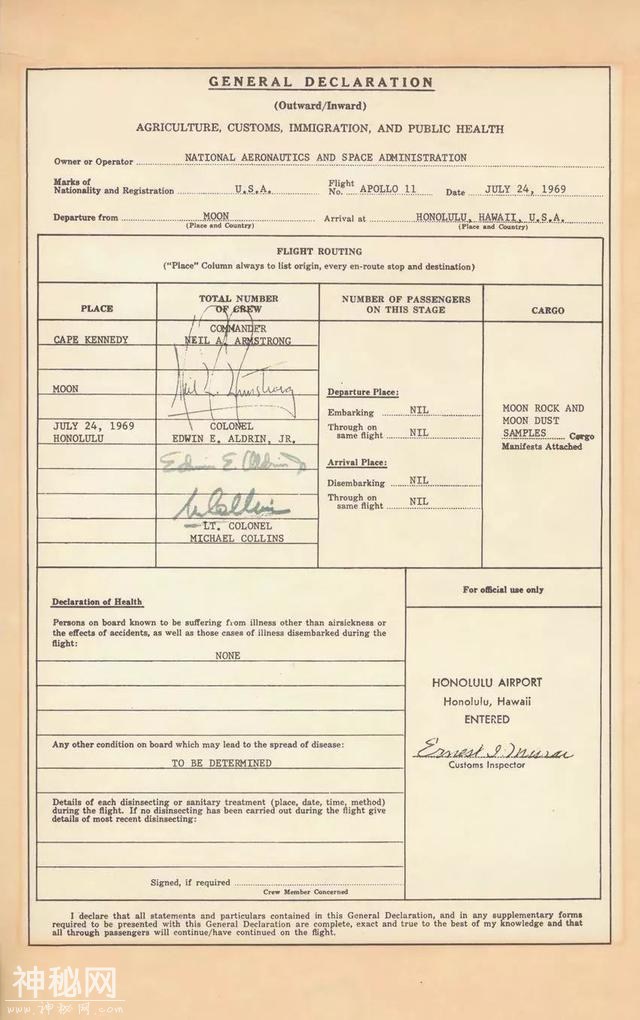 GENERAL DECLARATION
(Outward/Inward)
AGRICULTURE, CUSTOMS, IMMIGRATION, AND PUBLIC HEALTH
Owner or Operator NATIONAL AERONAUTICS AND SPACE ADMINISTRATION
Marks of
Nationality and Registration U.S.A.
Flight
No. APOLLO 11
Date JULY 24, 1969
Departure from MOON
(Place and Country)
Arrival at HONOLULU, HAWAII, U.S.A.
(Place and Country)
FLIGHT ROUTING
("Place" Column always to list origin, every en-route stop and destination)
PLACE
TOTAL NUMBER
OF CREW
NUMBER OF PASSENGERS
ON THIS STAGE
CARGO
CAPE KENNEDY
MOON
JULY 24, 1969
HONOLULU
COMMANDER
NEIL A. ARMSTRONG
Neil A. Armstrong
COLONEL
EDWIN E. ALDRIN, JR.
Edwin E. Aldrin Jr
M Collins
LT. COLONEL
MICHAEL COLLINS
Departure Place:
Embarking NIL
Through on
same flight NIL
Arrival Place:
Disembarking NIL
Through on
same flight NIL
MOON ROCK AND
MOON DUST
SAMPLES Cargo
Manifests Attached
Declaration of Health
Persons on board known to be suffering from illness other than airsickness or
the effects of accidents, as well as those cases of illness disembarked during the
flight:
NONE
Any other condition on board which may lead to the spread of disease:
TO BE DETERMINED
Details of each disinsecting or sanitary treatment (place, date, time, method)
during the flight. If no disinsecting has been carried out during the flight give
details of most recent disinsecting:
Signed, if required
Crew Member Concerned
For official use only
HONOLULU AIRPORT
Honolulu, Hawaii
ENTERED
Ernest I. Murai
Customs Inspector
I declare that all statements and particulars contained in this General Declaration, and in any supplementary forms
required to be presented with this General Declaration are complete, exact and true to the best of my knowledge and that
all through passengers will continue/have continued on the flight.
神秘网
www.神秘网.com